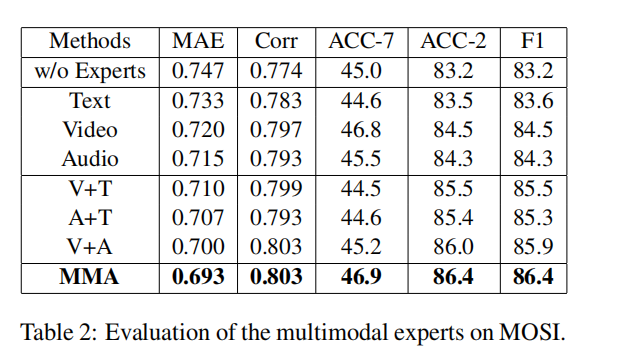 Methods MAE Corr ACC-7 ACC-2 F1
w/o Experts 0.747 0.774 45.0 83.2 83.2
Text 0.733 0.783 44.6 83.5 83.6
Video 0.720 0.797 46.8 84.5 84.5
Audio 0.715 0.793 45.5 84.3 84.3
V+T 0.710 0.799 44.5 85.5 85.5
A+T 0.707 0.793 44.6 85.4 85.3
V+A 0.700 0.803 45.2 86.0 85.9
MMA 0.693 0.803 46.9 86.4 86.4
Table 2: Evaluation of the multimodal experts on MOSI.